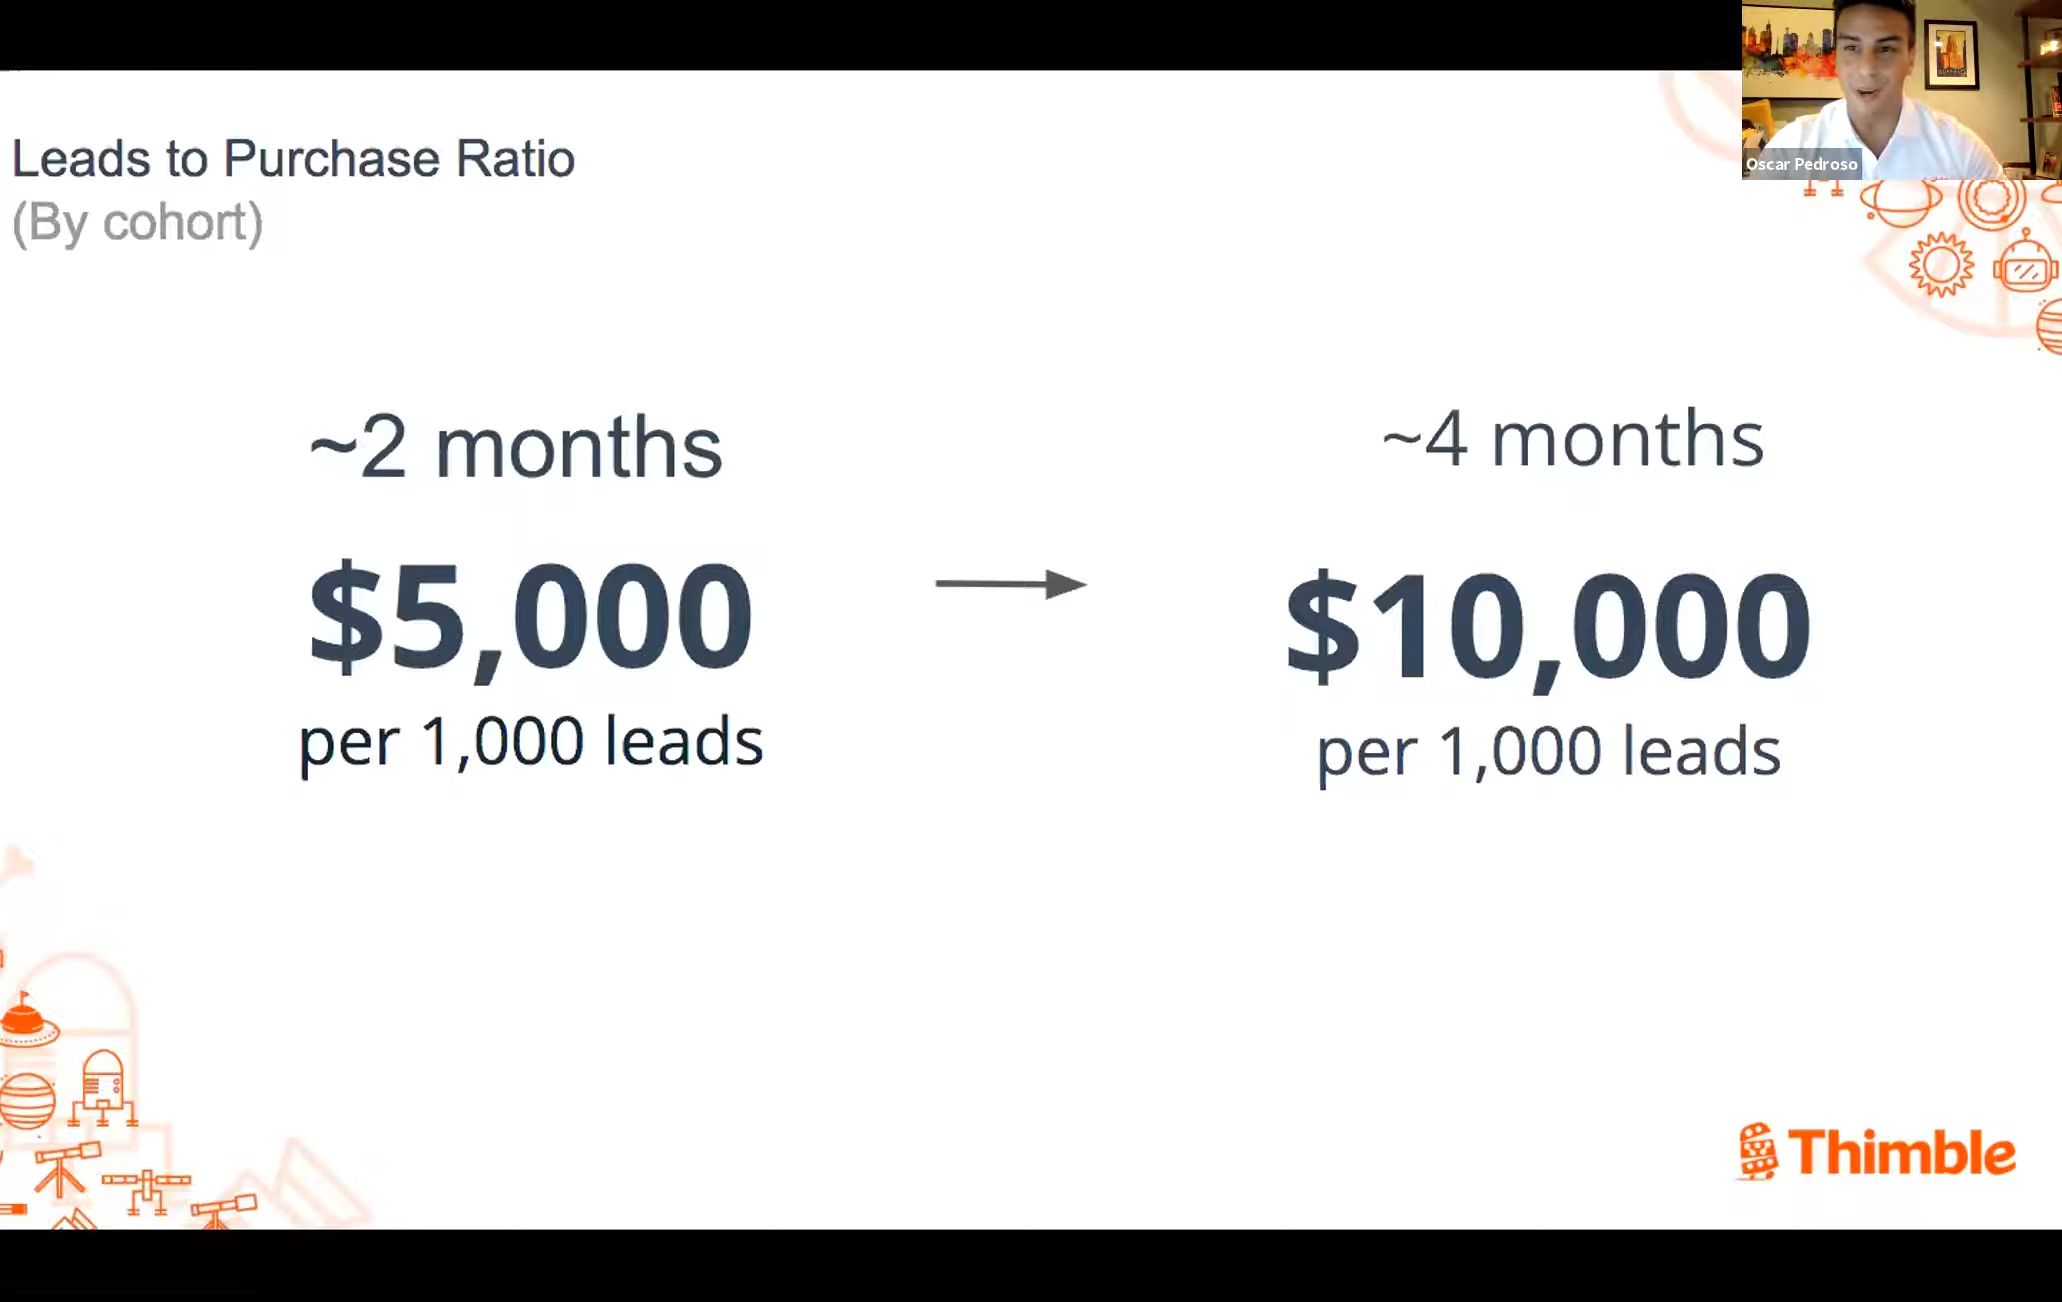 Leads to Purchase Ratio
(By cohort)
Oscar Pedroso
~2 months
$5,000
per 1,000 leads
~4 months
$10,000
per 1,000 leads
Thimble